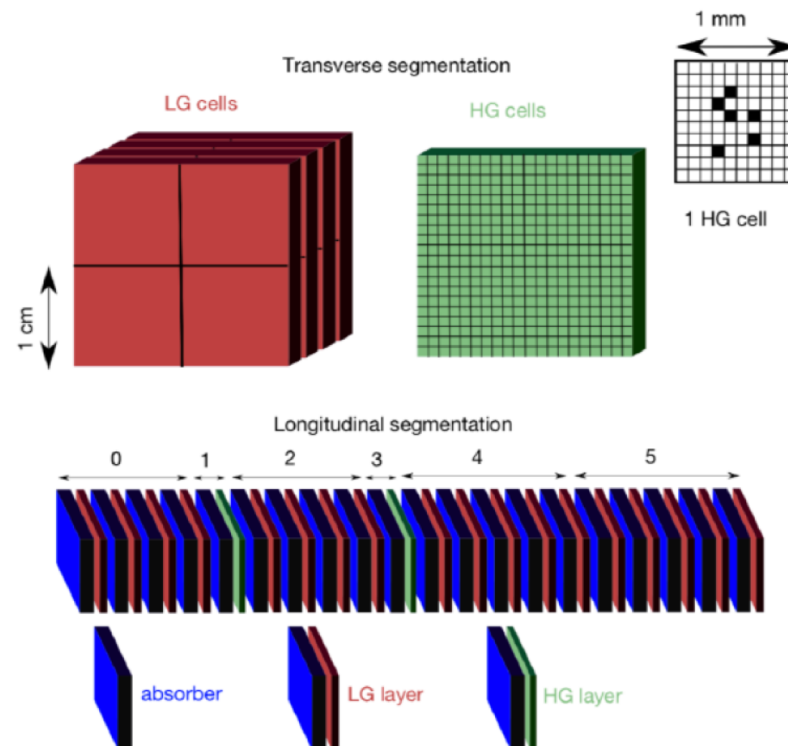 1 mm
Transverse segmentation
LG cells
HG cells
1 HG cell
1 cm
Longitudinal segmentation
0 1 2 3 4 5
absorber
LG layer
HG layer